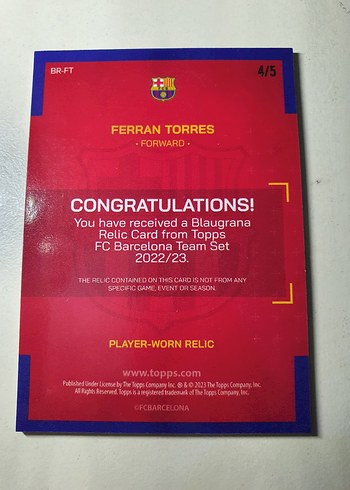 BR-FT
4/5
FERRAN TORRES
- FORWARD -
CONGRATULATIONS!
You have received a Blaugrana
Relic Card from Topps
FC Barcelona Team Set
2022/23.
THE RELIC CONTAINED ON THIS CARD IS NOT FROM ANY
SPECIFIC GAME, EVENT OR SEASON.
PLAYER-WORN RELIC
www.topps.com
Published Under License by The Topps Company Inc. ® & © 2023 The Topps Company, Inc.
All Rights Reserved. Topps is a registered trademark of The Topps Company, Inc.
©FCBARCELONA